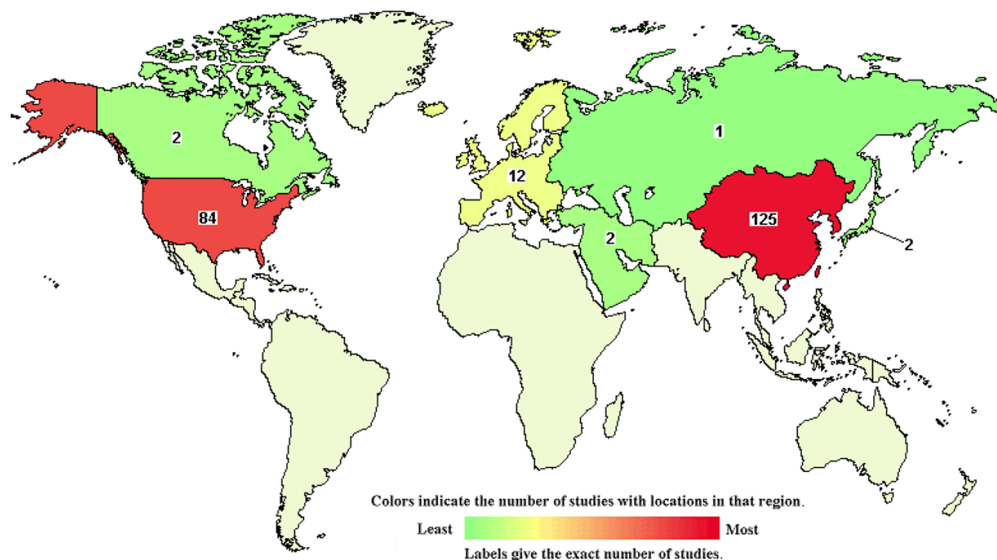 2
1
12
84
125
2
2
Colors indicate the number of studies with locations in that region.
Least
Most
Labels give the exact number of studies.